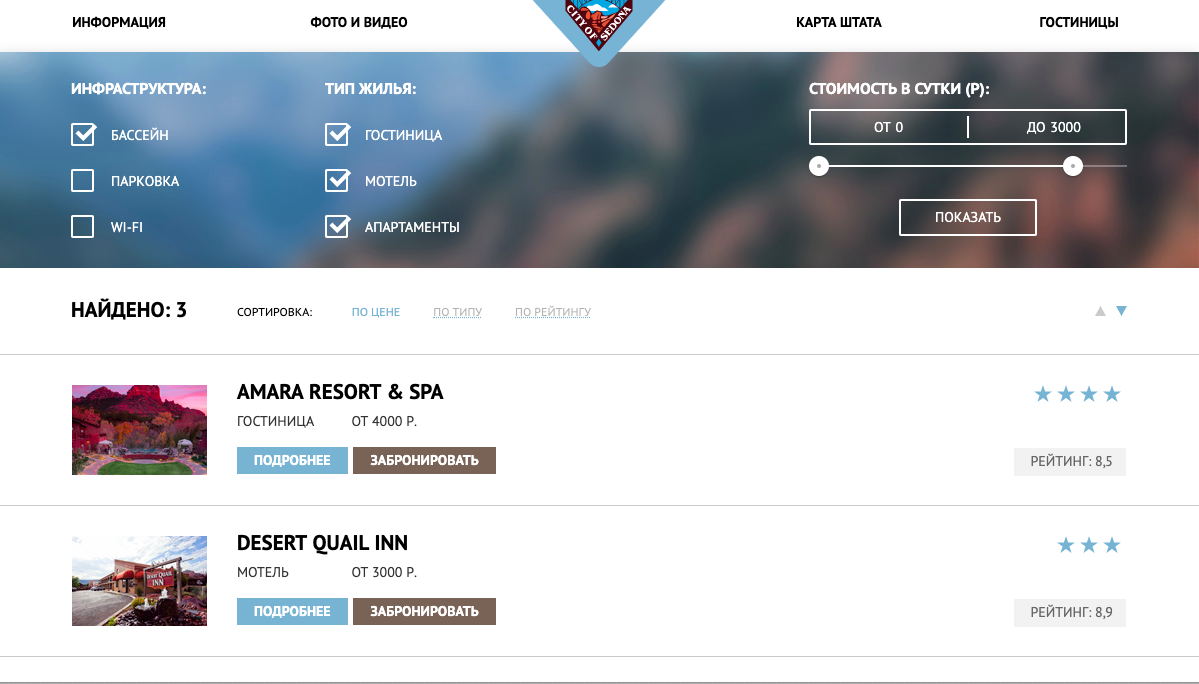 ИНФОРМАЦИЯ ФОТО И ВИДЕО КАРТА ШТАТА ГОСТИНИЦЫ
CITY OF SEDONA
ИНФРАСТРУКТУРА: ТИП ЖИЛЬЯ: СТОИМОСТЬ В СУТКИ (Р):
БАССЕЙН ГОСТИНИЦА ОТ 0 ДО 3000
ПАРКОВКА МОТЕЛЬ
WI-FI АПАРТАМЕНТЫ ПОКАЗАТЬ
НАЙДЕНО: 3 СОРТИРОВКА: ПО ЦЕНЕ ПО ТИПУ ПО РЕЙТИНГУ
AMARA RESORT & SPA
ГОСТИНИЦА ОТ 4000 Р.
ПОДРОБНЕЕ ЗАБРОНИРОВАТЬ РЕЙТИНГ: 8,5
DESERT QUAIL INN
МОТЕЛЬ ОТ 3000 Р.
DESERT QUAIL
INN
ПОДРОБНЕЕ ЗАБРОНИРОВАТЬ РЕЙТИНГ: 8,9